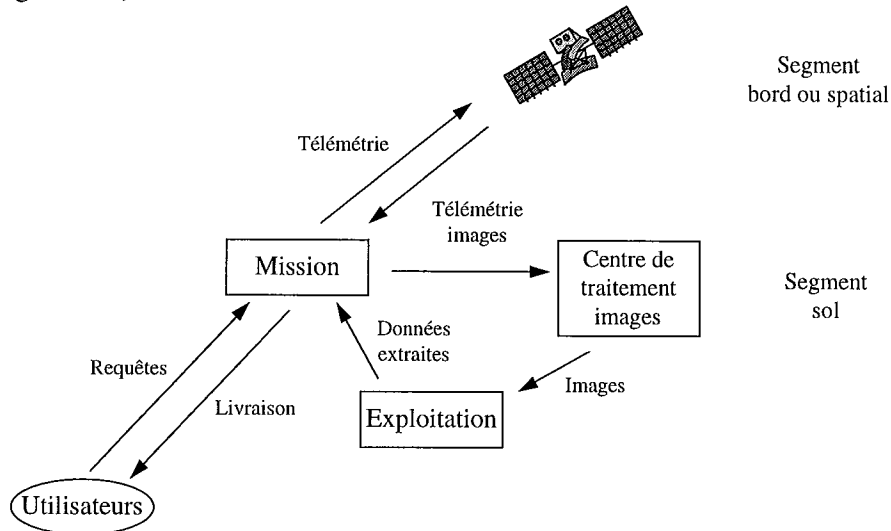 Segment
bord ou spatial
Télémétrie
Télémétrie
images
Mission
Centre de
traitement
images
Segment
sol
Données
extraites
Requêtes
Images
Livraison
Exploitation
Utilisateurs